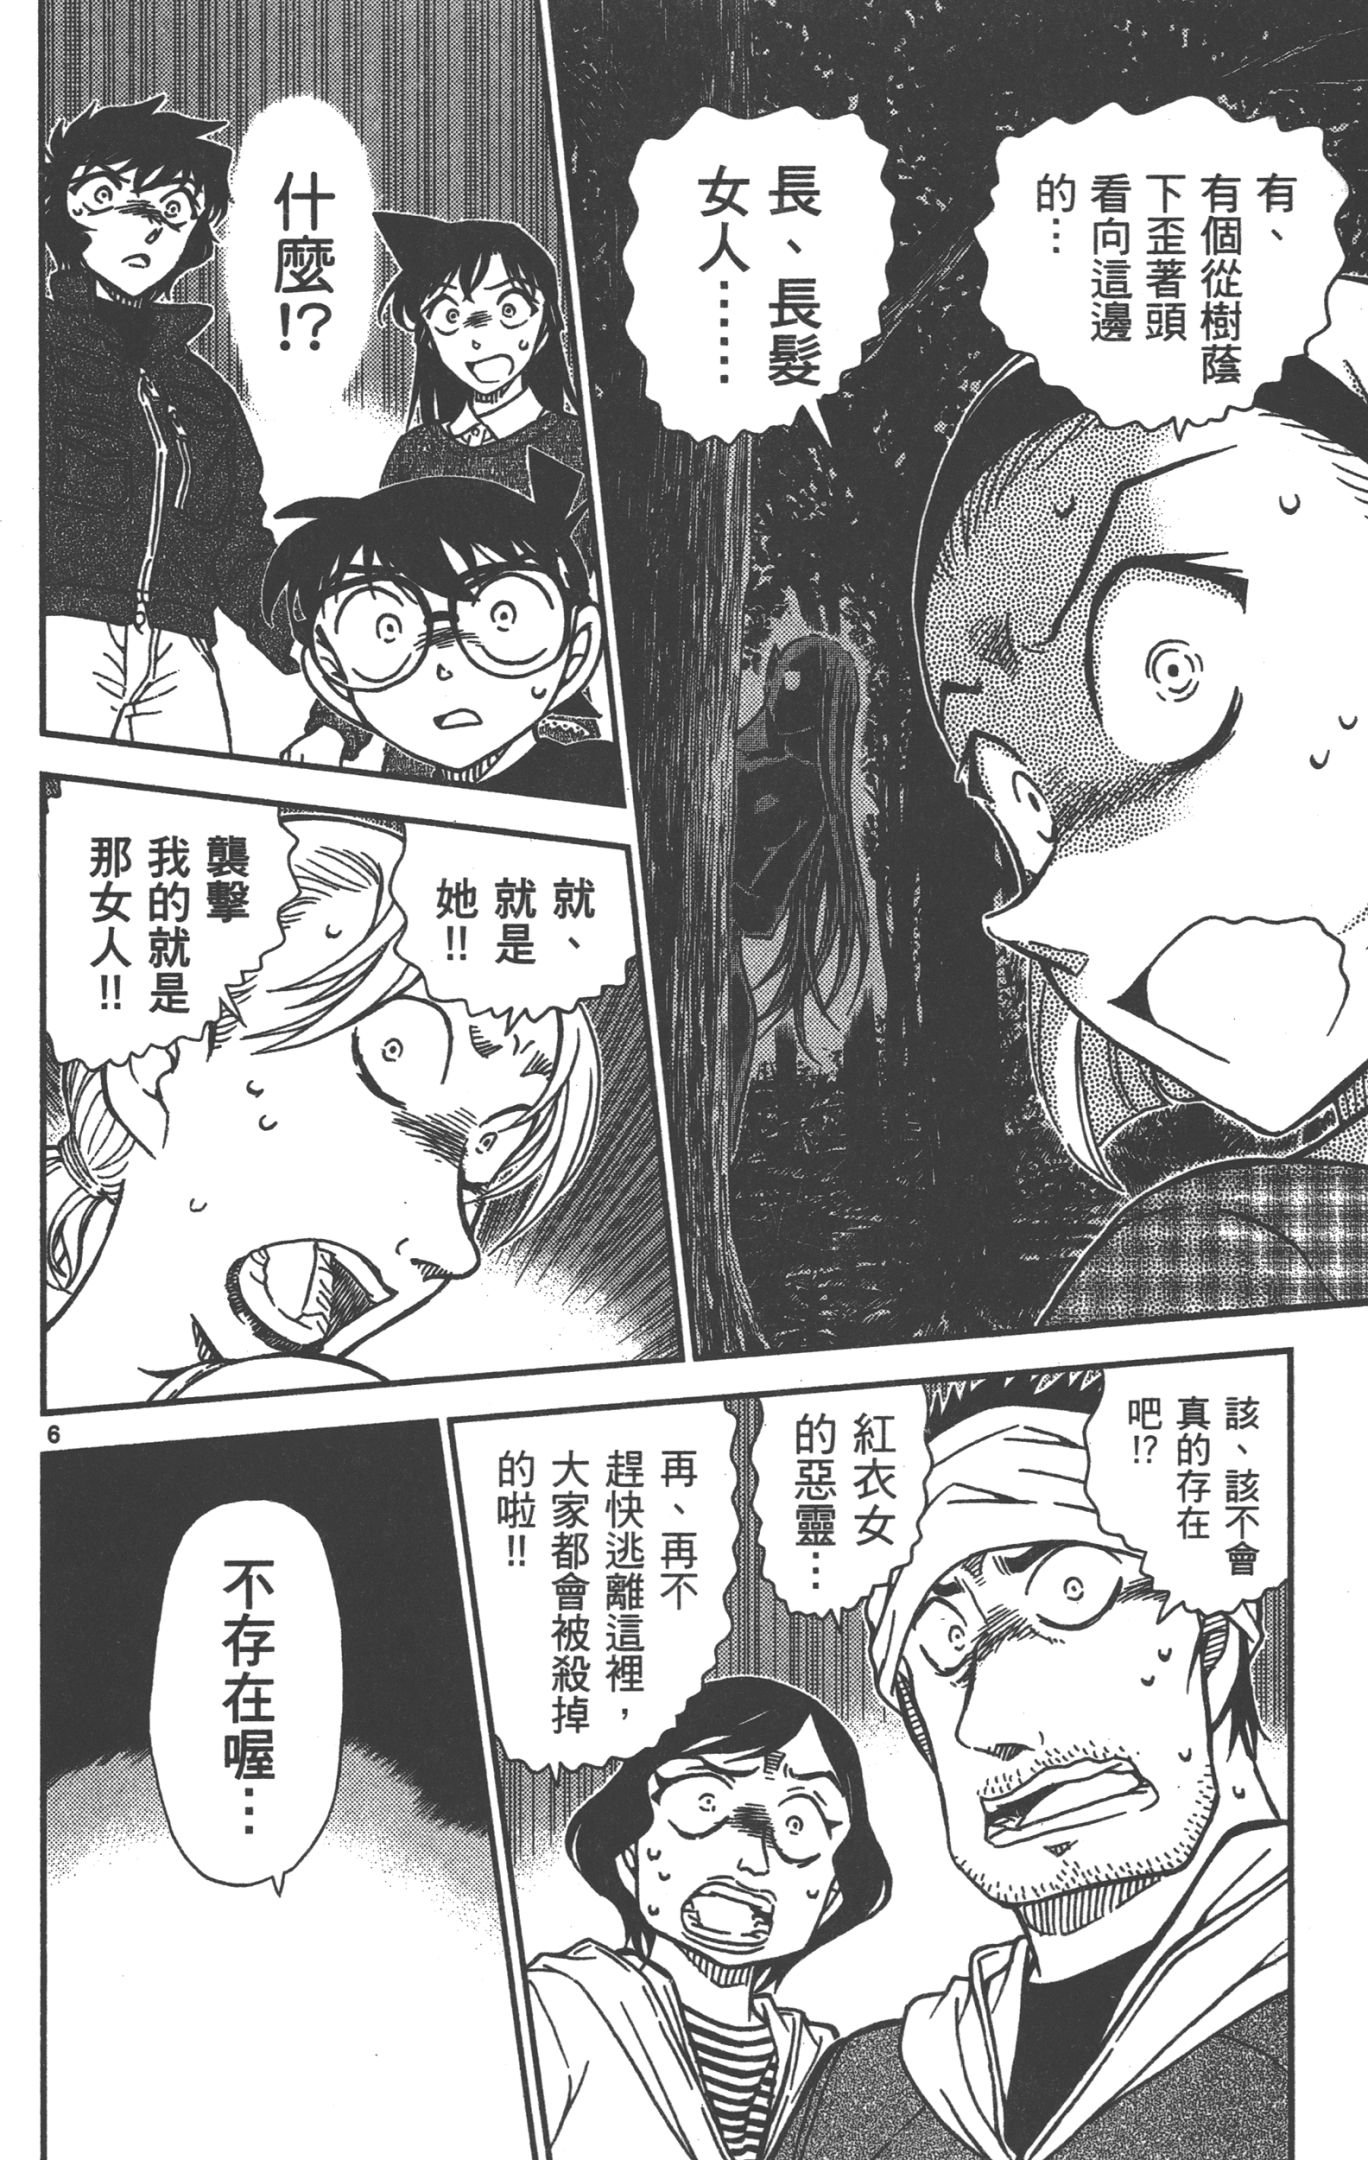 有、
有個從樹蔭
下歪著頭
看向這邊
的…
長、長髮
女人……
什麼!?
就、
就是
她!!
襲擊
我的就是
那女人!!
6
該、該不會
真的存在
吧!?
紅衣女
的惡靈…
再、再不
趕快逃離這裡，
大家都會被殺掉
的啦!!
不存在喔…